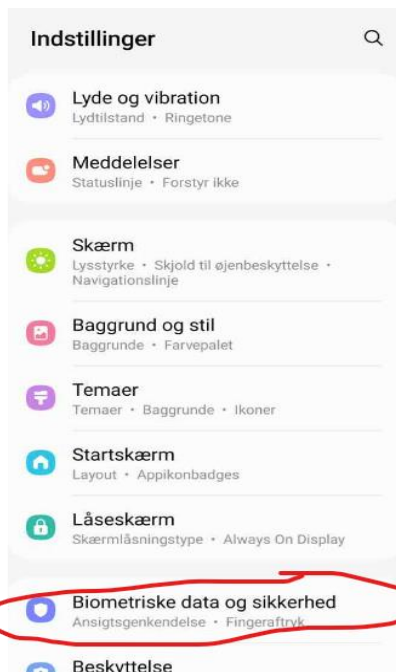 Indstillinger
Lyde og vibration
Lydtilstand • Ringetone
Meddelelser
Statuslinje • Forstyr ikke
Skærm
Lysstyrke • Skjold til øjenbeskyttelse •
Navigationslinje
Baggrund og stil
Baggrunde • Farvepalet
Temaer
Temaer • Baggrunde • Ikoner
Startskærm
Layout • Appikonbadges
Låseskærm
Skærmlåsningstype • Always On Display
Biometriske data og sikkerhed
Ansigtsgenkendelse • Fingeraftryk
Beskyttelse